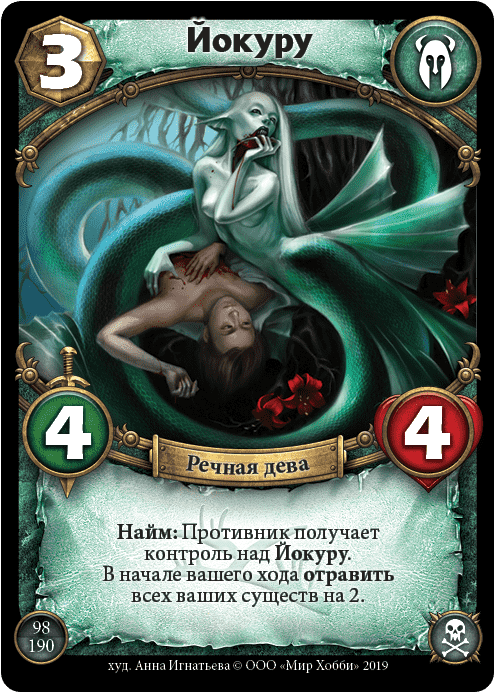 3
Йокуру
4
4
Речная дева
Найм: Противник получает
контроль над Йокуру.
В начале вашего хода отравить
всех ваших существ на 2.
98
190
худ. Анна Игнатьева © ООО «Мир Хобби» 2019